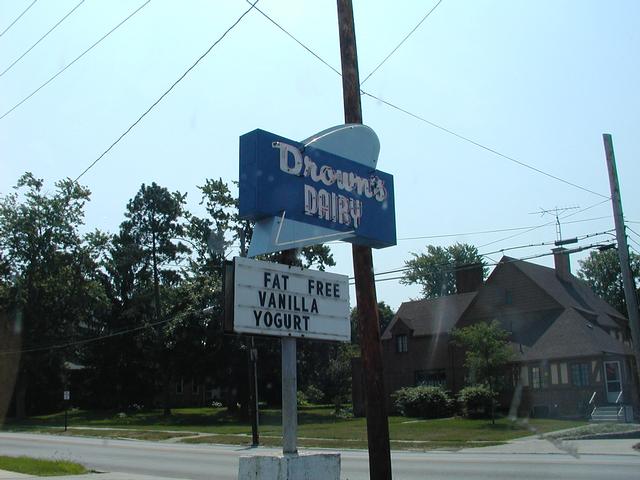 Drown's
DAIRY
FAT FREE
VANILLA
YOGURT